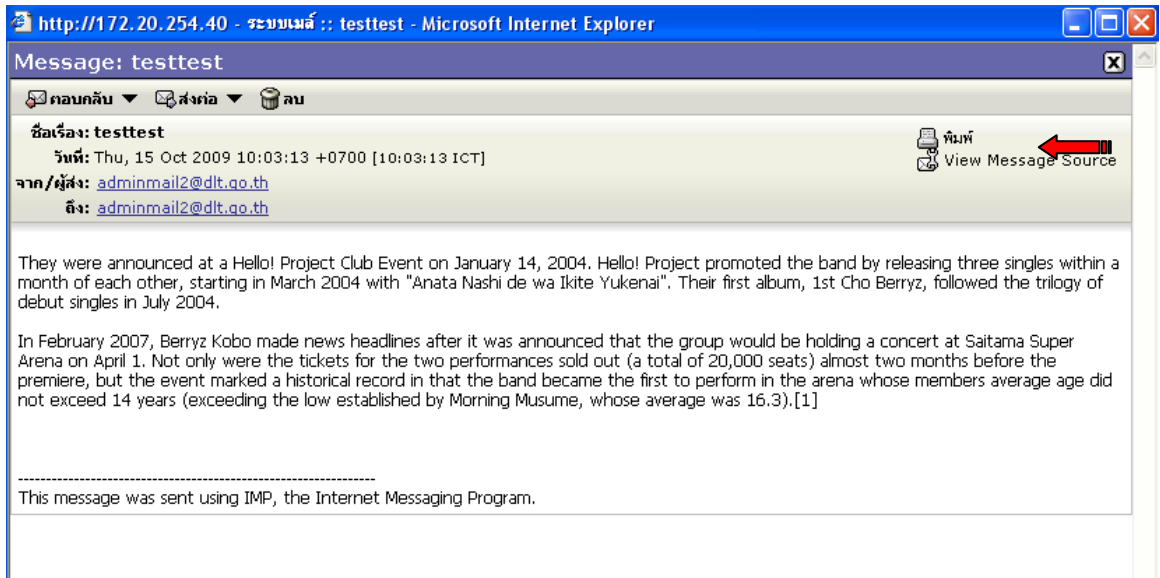 http://172.20.254.40 - ระบบเมล์ :: testtest - Microsoft Internet Explorer
Message: testtest
ตอบกลับ ส่งต่อ ลบ
ชื่อเรื่อง: testtest
พิมพ์
วันที่: Thu, 15 Oct 2009 10:03:13 +0700 [10:03:13 ICT]
View Message Source
จาก/ผู้ส่ง: adminmail2@dlt.go.th
ถึง: adminmail2@dlt.go.th
They were announced at a Hello! Project Club Event on January 14, 2004. Hello! Project promoted the band by releasing three singles within a
month of each other, starting in March 2004 with "Anata Nashi de wa Ikite Yukenai". Their first album, 1st Cho Berryz, followed the trilogy of
debut singles in July 2004.
In February 2007, Berryz Kobo made news headlines after it was announced that the group would be holding a concert at Saitama Super
Arena on April 1. Not only were the tickets for the two performances sold out (a total of 20,000 seats) almost two months before the
premiere, but the event marked a historical record in that the band became the first to perform in the arena whose members average age did
not exceed 14 years (exceeding the low established by Morning Musume, whose average was 16.3).[1]
----------------------------------------------------------------
This message was sent using IMP, the Internet Messaging Program.